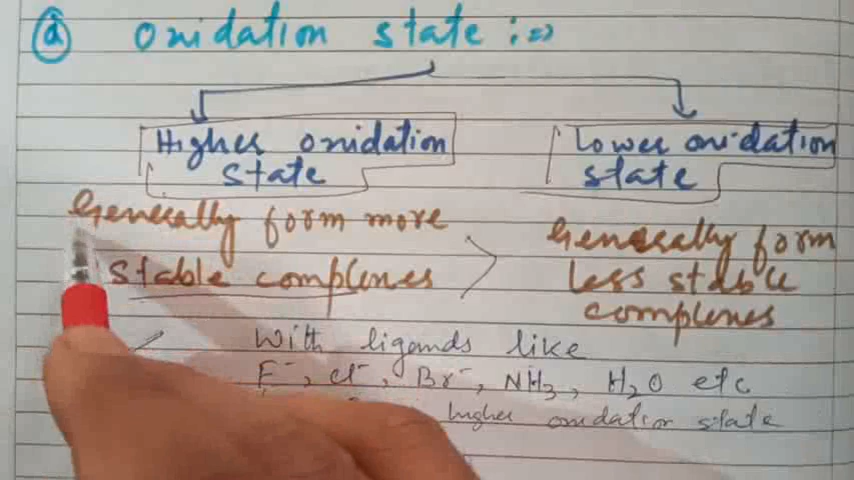 (a) Oxidation state :⇒
Higher oxidation
state
Lower oxidation
state
Generally form more
stable complexes
>
Generally form
less stable
complexes
With ligands like
F⁻, Cl⁻, Br⁻, NH₃, H₂O etc
higher oxidation state